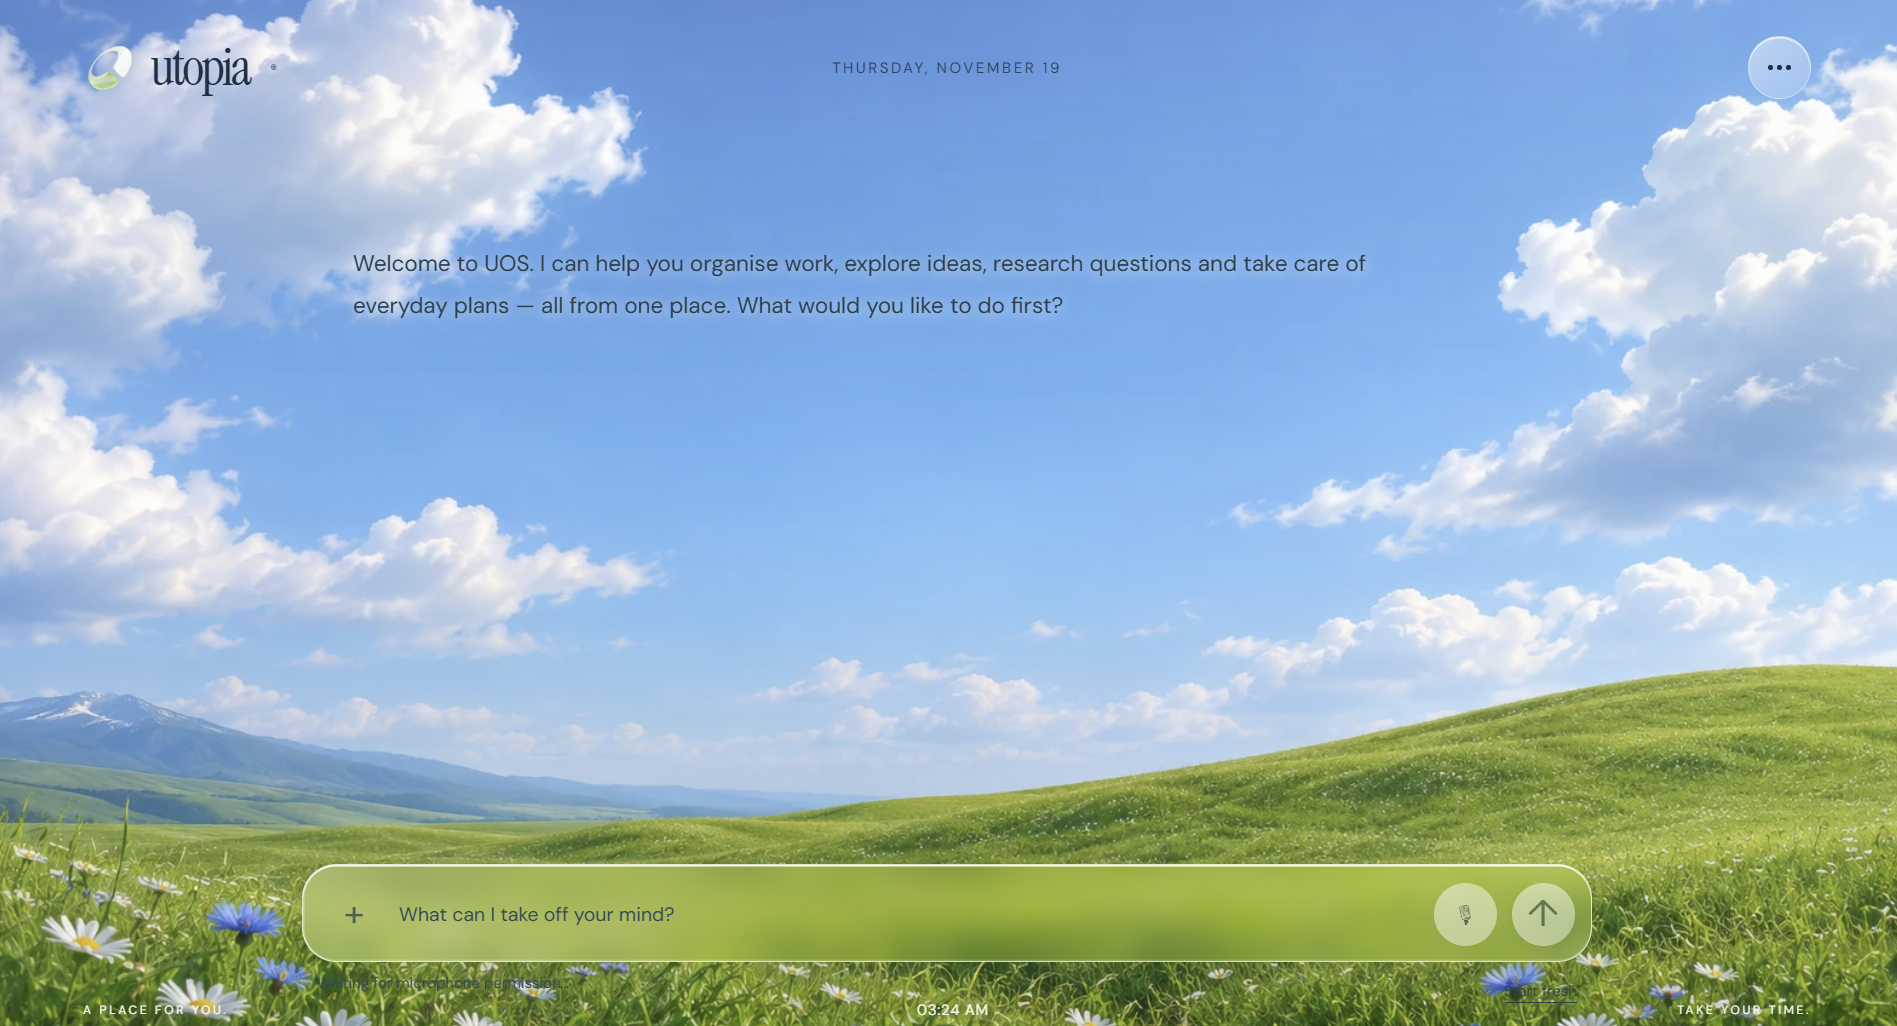 utopia ®
THURSDAY, NOVEMBER 19
Welcome to UOS. I can help you organise work, explore ideas, research questions and take care of
everyday plans — all from one place. What would you like to do first?
What can I take off your mind?
Waiting for microphone permission...
Start fresh
A PLACE FOR YOU.
03:24 AM
TAKE YOUR TIME.